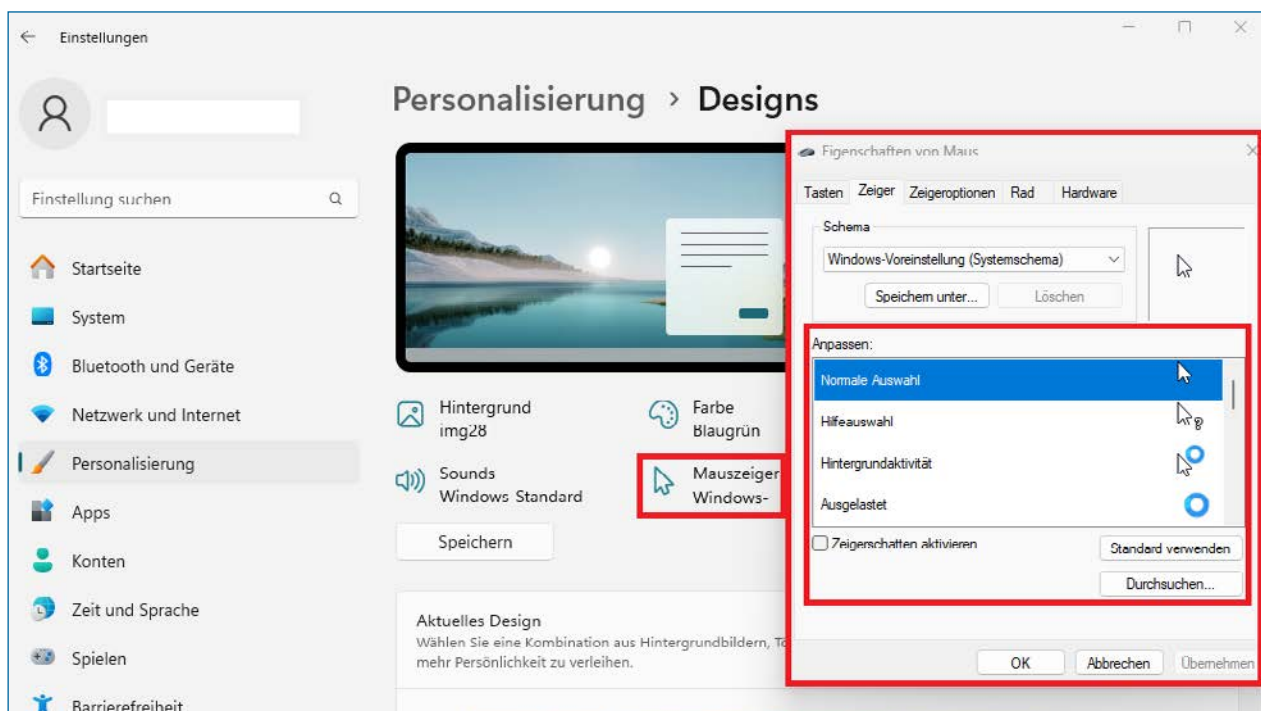 Einstellungen
Einstellung suchen
Startseite
System
Bluetooth und Geräte
Netzwerk und Internet
Personalisierung
Apps
Konten
Zeit und Sprache
Spielen
Barrierefreiheit
Personalisierung > Designs
Hintergrund
img28
Farbe
Blaugrün
Sounds
Windows Standard
Mauszeiger
Windows-
Speichern
Aktuelles Design
Wählen Sie eine Kombination aus Hintergrundbildern,
mehr Persönlichkeit zu verleihen.
Eigenschaften von Maus
Tasten Zeiger Zeigeroptionen Rad Hardware
Schema
Windows-Voreinstellung (Systemschema)
Speichern unter... Löschen
Anpassen:
Normale Auswahl
Hilfeauswahl
Hintergrundaktivität
Ausgelastet
Zeigerschatten aktivieren
Standard verwenden
Durchsuchen...
OK Abbrechen Übernehmen